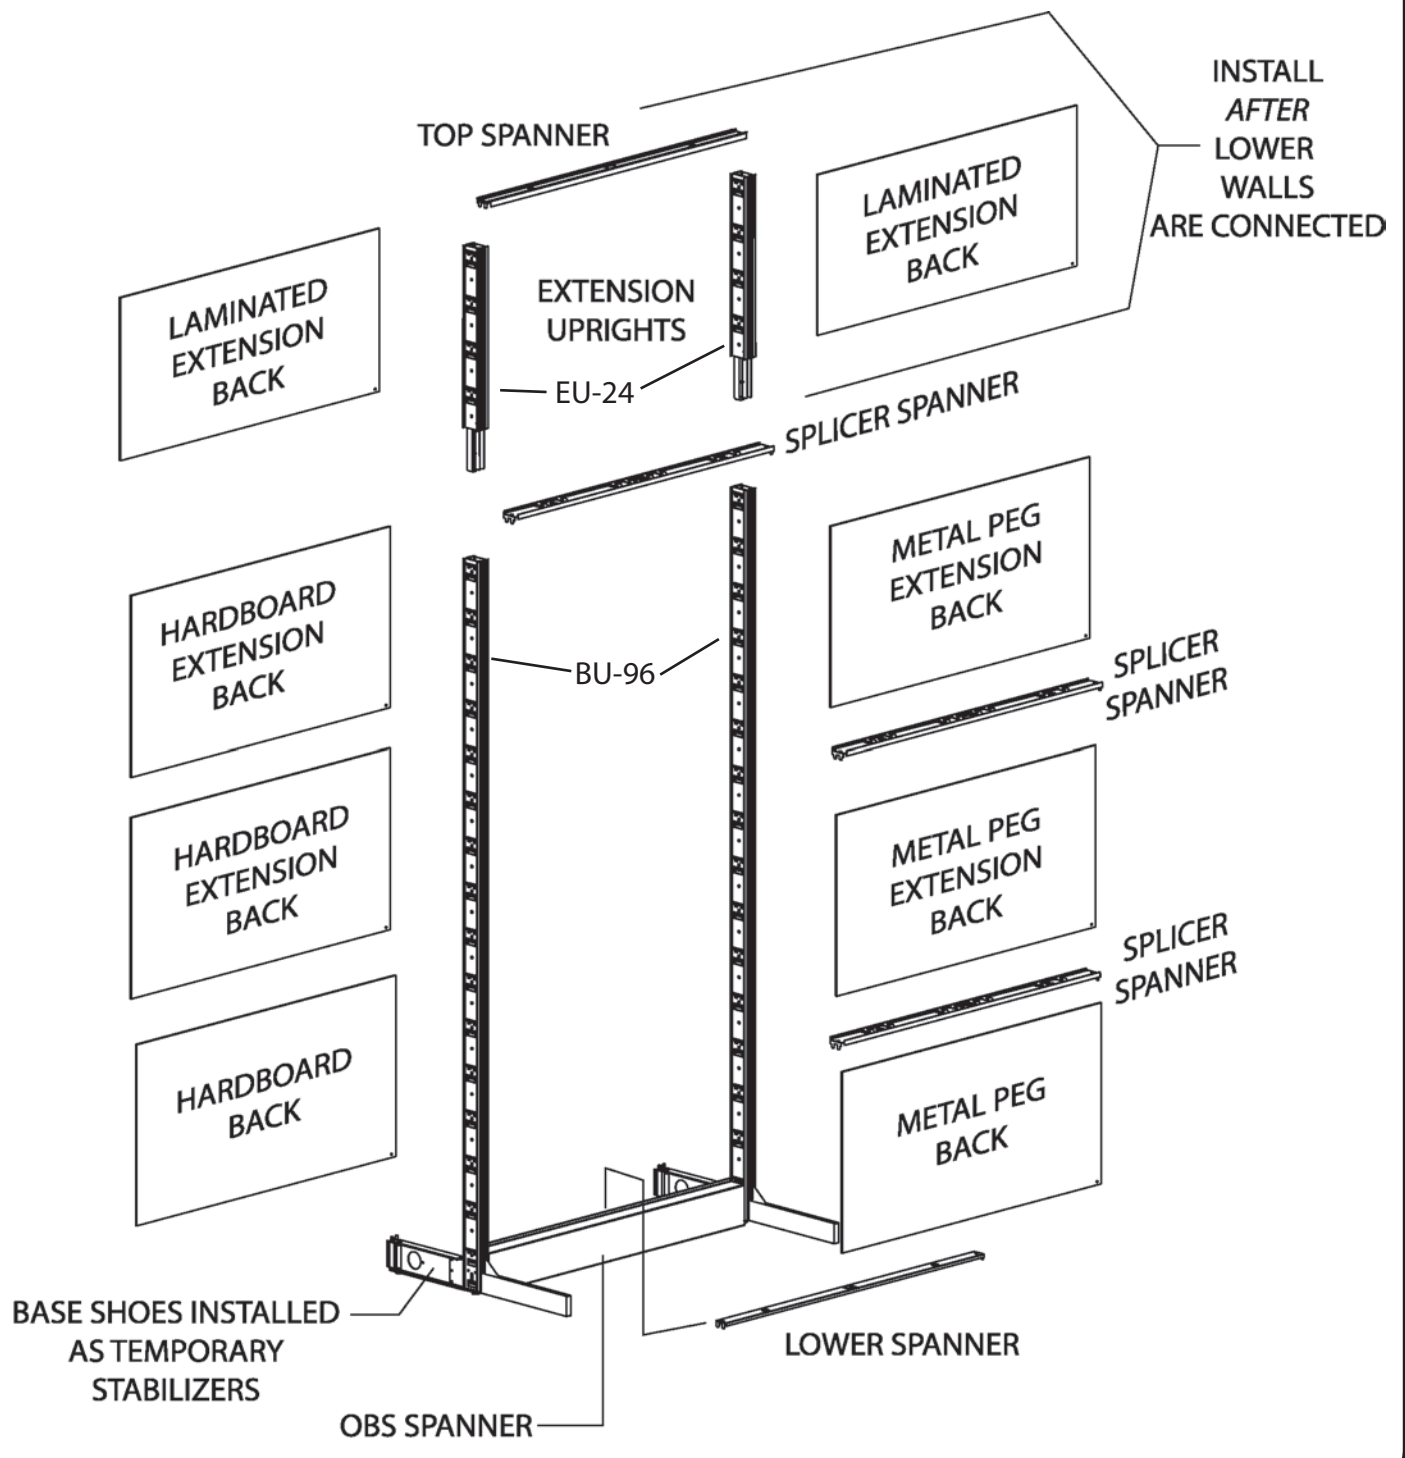 INSTALL
AFTER
LOWER
WALLS
ARE CONNECTED
TOP SPANNER
LAMINATED
EXTENSION
BACK
LAMINATED
EXTENSION
BACK
EXTENSION
UPRIGHTS
EU-24
SPLICER SPANNER
METAL PEG
EXTENSION
BACK
HARDBOARD
EXTENSION
BACK
BU-96
SPLICER
SPANNER
HARDBOARD
EXTENSION
BACK
METAL PEG
EXTENSION
BACK
SPLICER
SPANNER
HARDBOARD
BACK
METAL PEG
BACK
BASE SHOES INSTALLED
AS TEMPORARY
STABILIZERS
LOWER SPANNER
OBS SPANNER